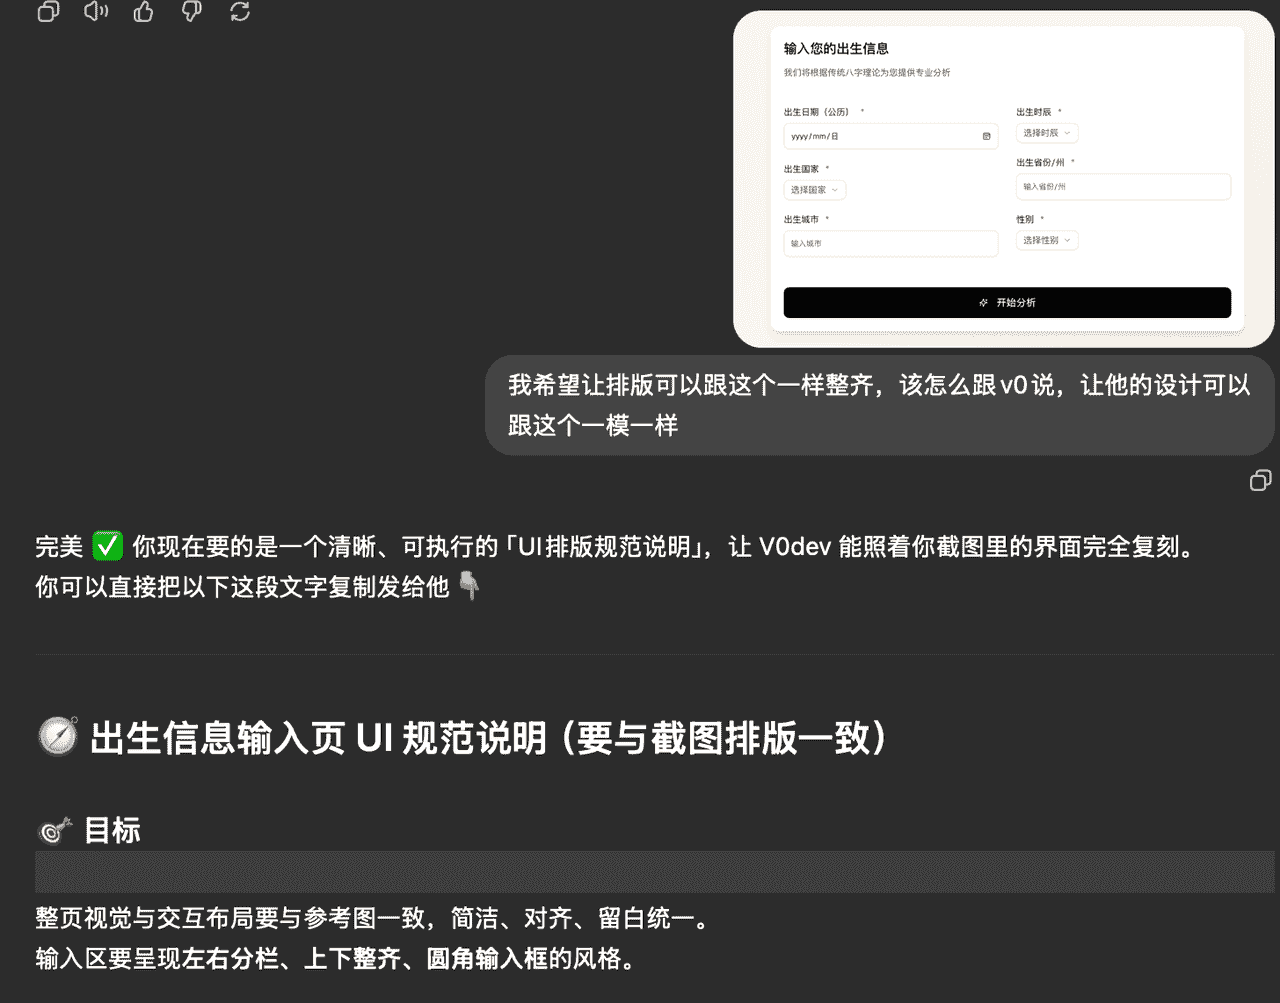 输入您的出生信息
我们将根据传统八字理论为您提供专业分析
出生日期（公历） *
出生时辰 *
yyyy/mm/日
选择时辰
出生国家 *
出生省份/州 *
选择国家
输入省份/州
出生城市 *
性别 *
输入城市
选择性别
开始分析
我希望让排版可以跟这个一样整齐，该怎么跟v0说，让他的设计可以
跟这个一模一样
完美 ✅ 你现在要的是一个清晰、可执行的「UI排版规范说明」，让 V0dev 能照着你截图里的界面完全复刻。
你可以直接把以下这段文字复制发给他 👇
🧭 出生信息输入页 UI 规范说明（要与截图排版一致）
🎯 目标
整页视觉与交互布局要与参考图一致，简洁、对齐、留白统一。
输入区要呈现左右分栏、上下整齐、圆角输入框的风格。